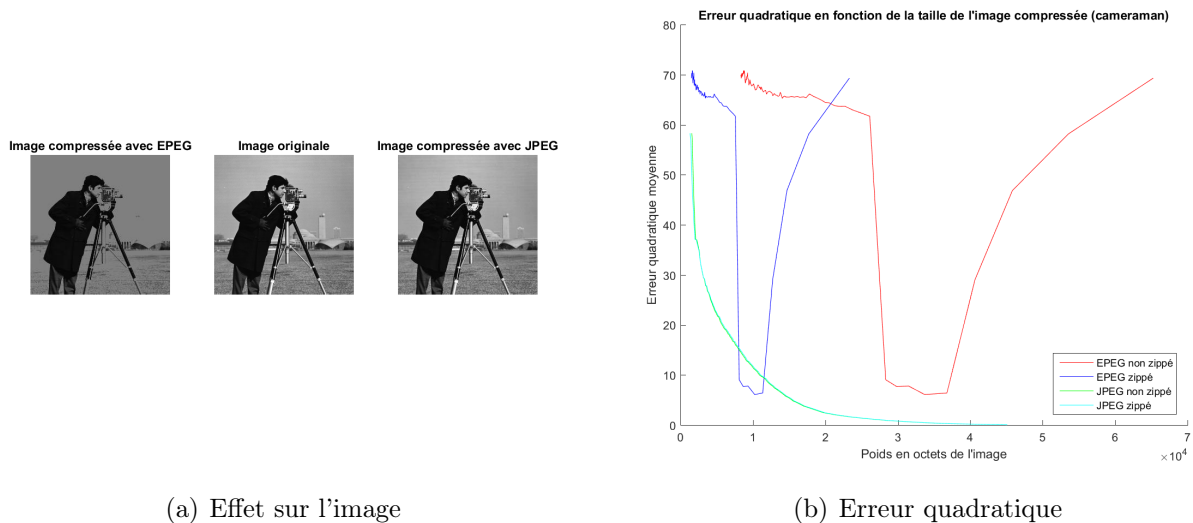 Image compressée avec EPEG
Image originale
Image compressée avec JPEG
(a) Effet sur l'image
Erreur quadratique en fonction de la taille de l'image compressée (cameraman)
Erreur quadratique moyenne
80
70
60
50
40
30
20
10
0
0 1 2 3 4 5 6 7
×10⁴
Poids en octets de l'image
EPEG non zippé
EPEG zippé
JPEG non zippé
JPEG zippé
(b) Erreur quadratique